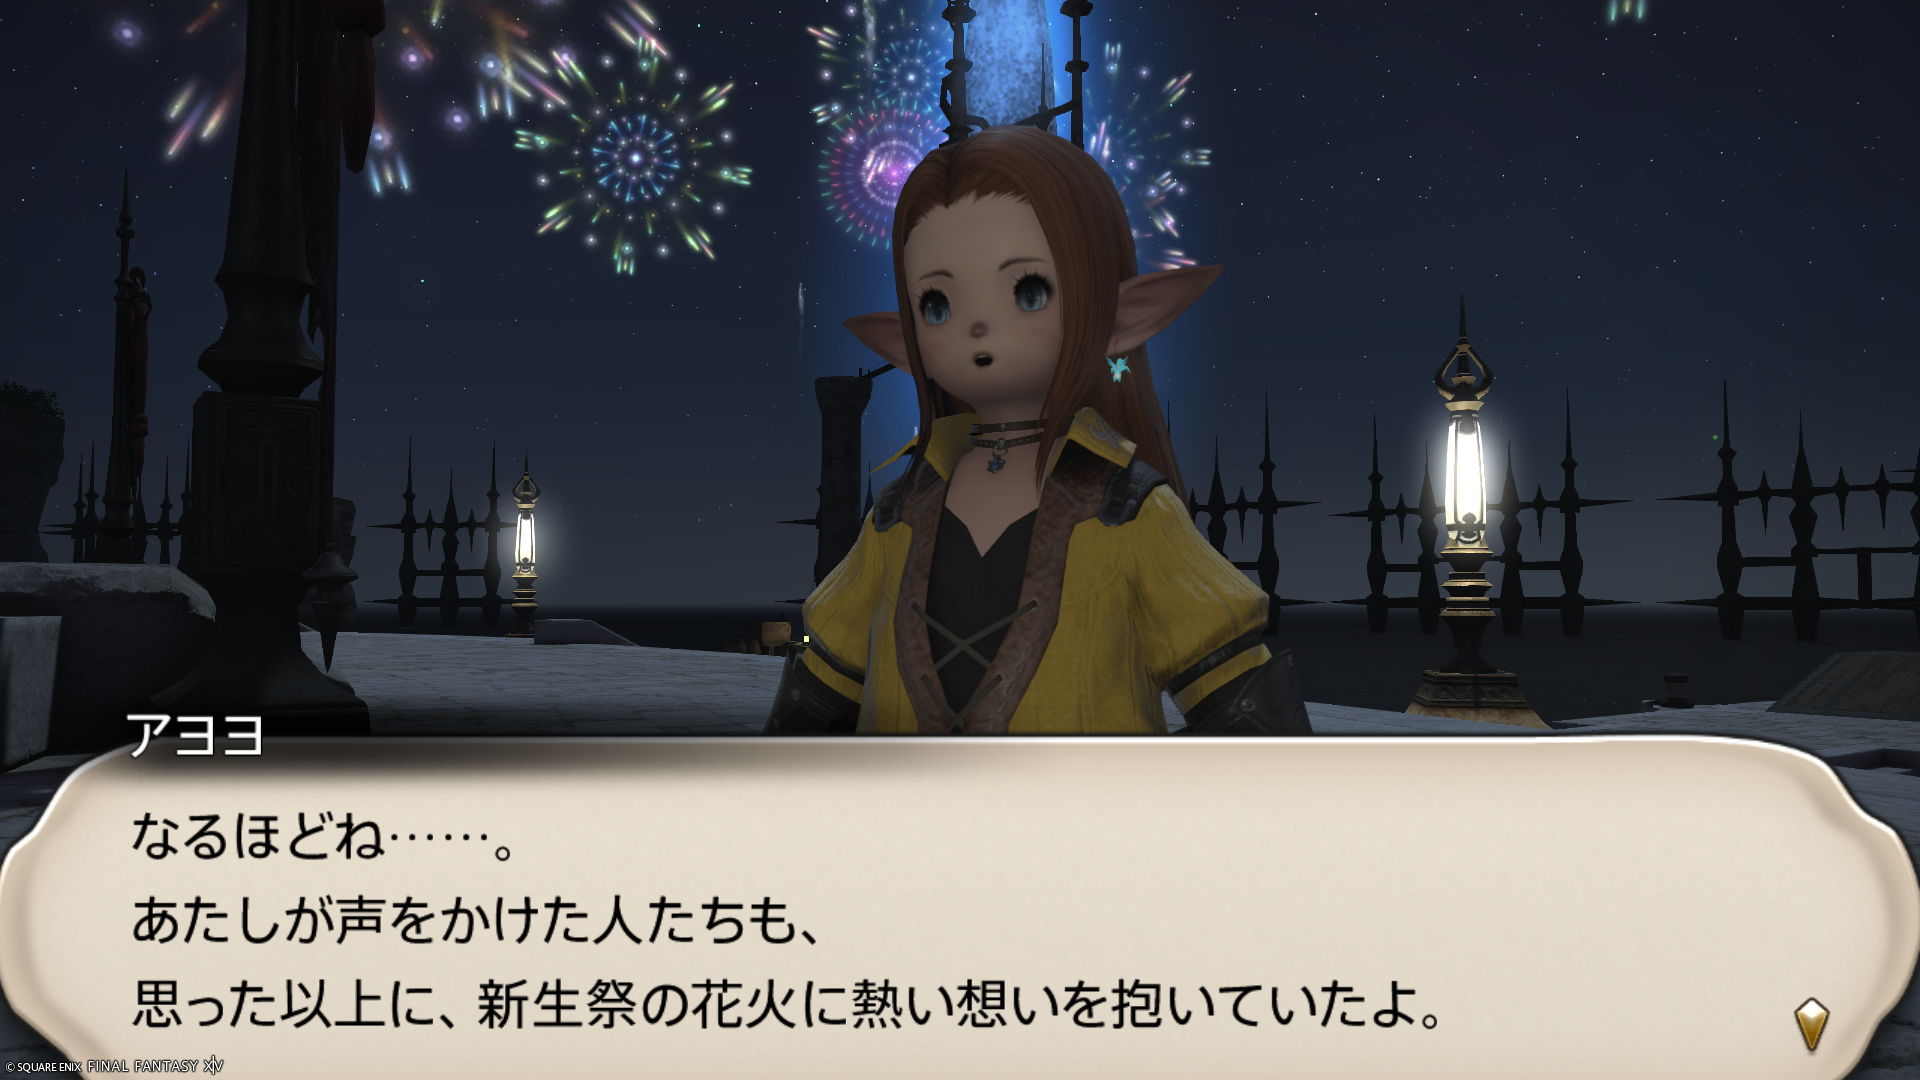 アヨヨ
なるほどね……。
あたしが声をかけた人たちも、
思った以上に、新生祭の花火に熱い想いを抱いていたよ。
© SQUARE ENIX FINAL FANTASY XIV